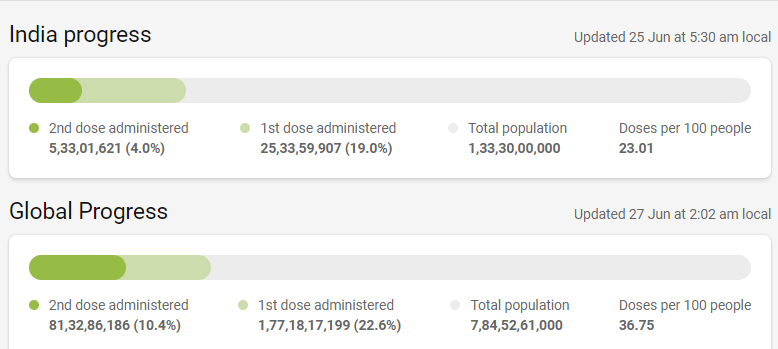 India progress
Updated 25 Jun at 5:30 am local
2nd dose administered
5,33,01,621 (4.0%)
1st dose administered
25,33,59,907 (19.0%)
Total population
1,33,30,00,000
Doses per 100 people
23.01
Global Progress
Updated 27 Jun at 2:02 am local
2nd dose administered
81,32,86,186 (10.4%)
1st dose administered
1,77,18,17,199 (22.6%)
Total population
7,84,52,61,000
Doses per 100 people
36.75